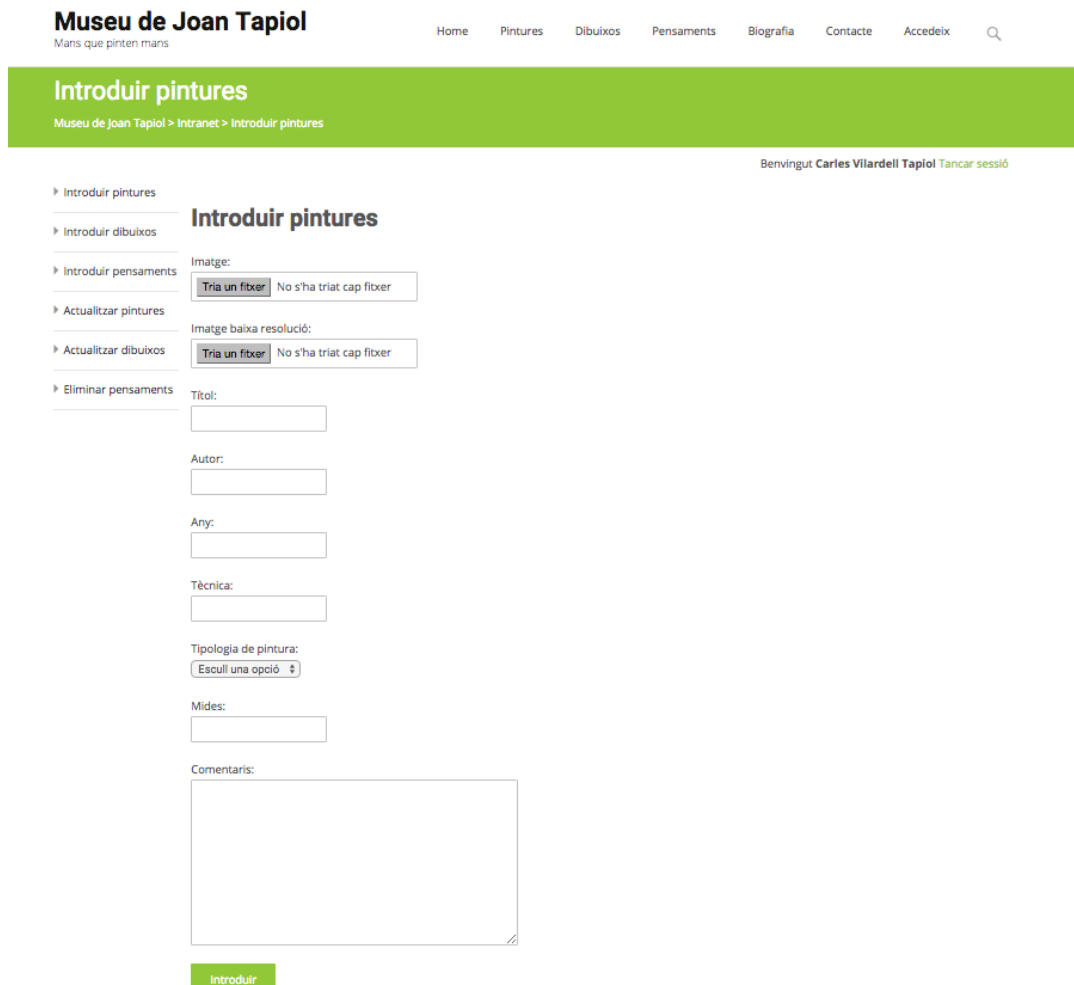 Museu de Joan Tapiol
Mans que pinten mans
Home Pintures Dibuixos Pensaments Biografia Contacte Accedeix
Introduir pintures
Museu de Joan Tapiol > Intranet > Introduir pintures
Benvingut Carles Vilardell Tapiol Tancar sessió
Introduir pintures
Introduir dibuixos
Introduir pensaments
Actualitzar pintures
Actualitzar dibuixos
Eliminar pensaments
Introduir pintures
Imatge:
Tria un fitxer No s'ha triat cap fitxer
Imatge baixa resolució:
Tria un fitxer No s'ha triat cap fitxer
Títol:
Autor:
Any:
Tècnica:
Tipologia de pintura:
Escull una opció
Mides:
Comentaris:
Introduir